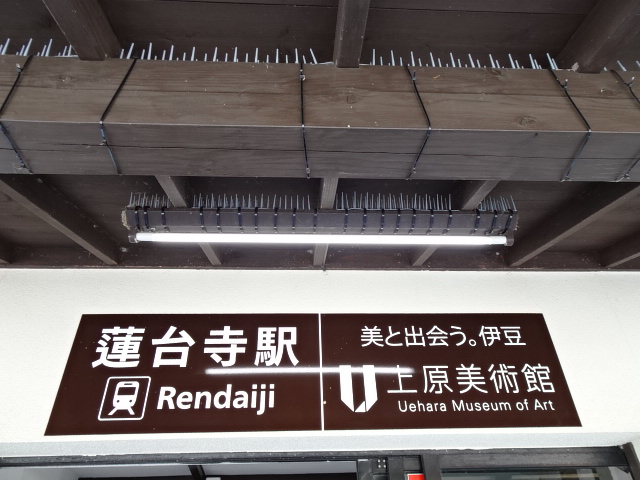 蓮台寺駅
Rendaiji
美と出会う。伊豆
上原美術館
Uehara Museum of Art